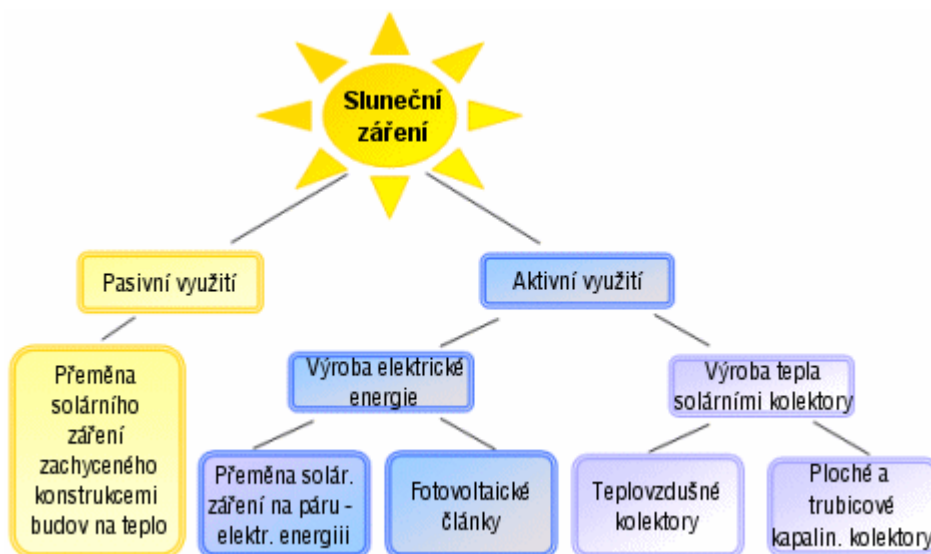 Sluneční
záření
Pasivní využití
Aktivní využití
Přeměna
solárního
záření
zachyceného
konstrukcemi
budov na teplo
Výroba elektrické
energie
Výroba tepla
solárními kolektory
Přeměna solár.
záření na páru -
elektr. energiii
Fotovoltaické
články
Teplovzdušné
kolektory
Ploché a
trubicové
kapalin. kolektory